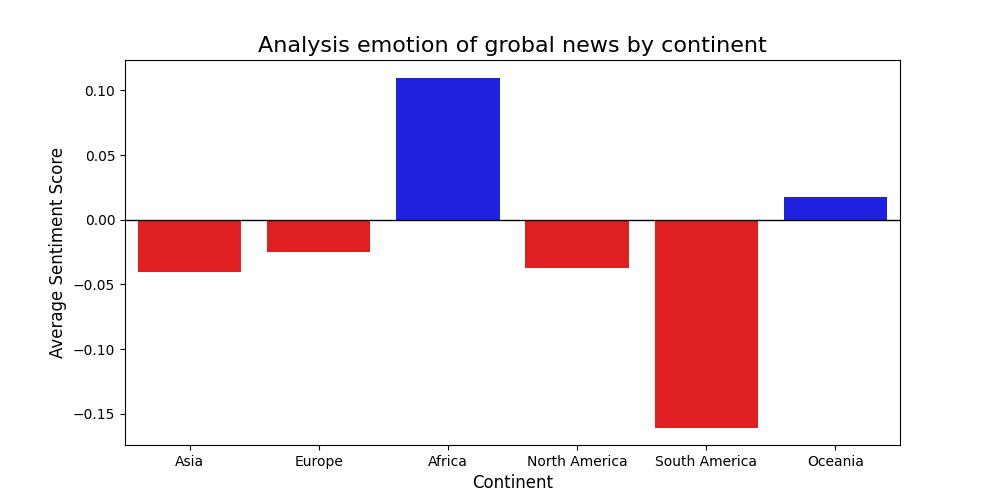 Analysis emotion of grobal news by continent
Average Sentiment Score
0.10
0.05
0.00
−0.05
−0.10
−0.15
Asia
Europe
Africa
North America
South America
Oceania
Continent